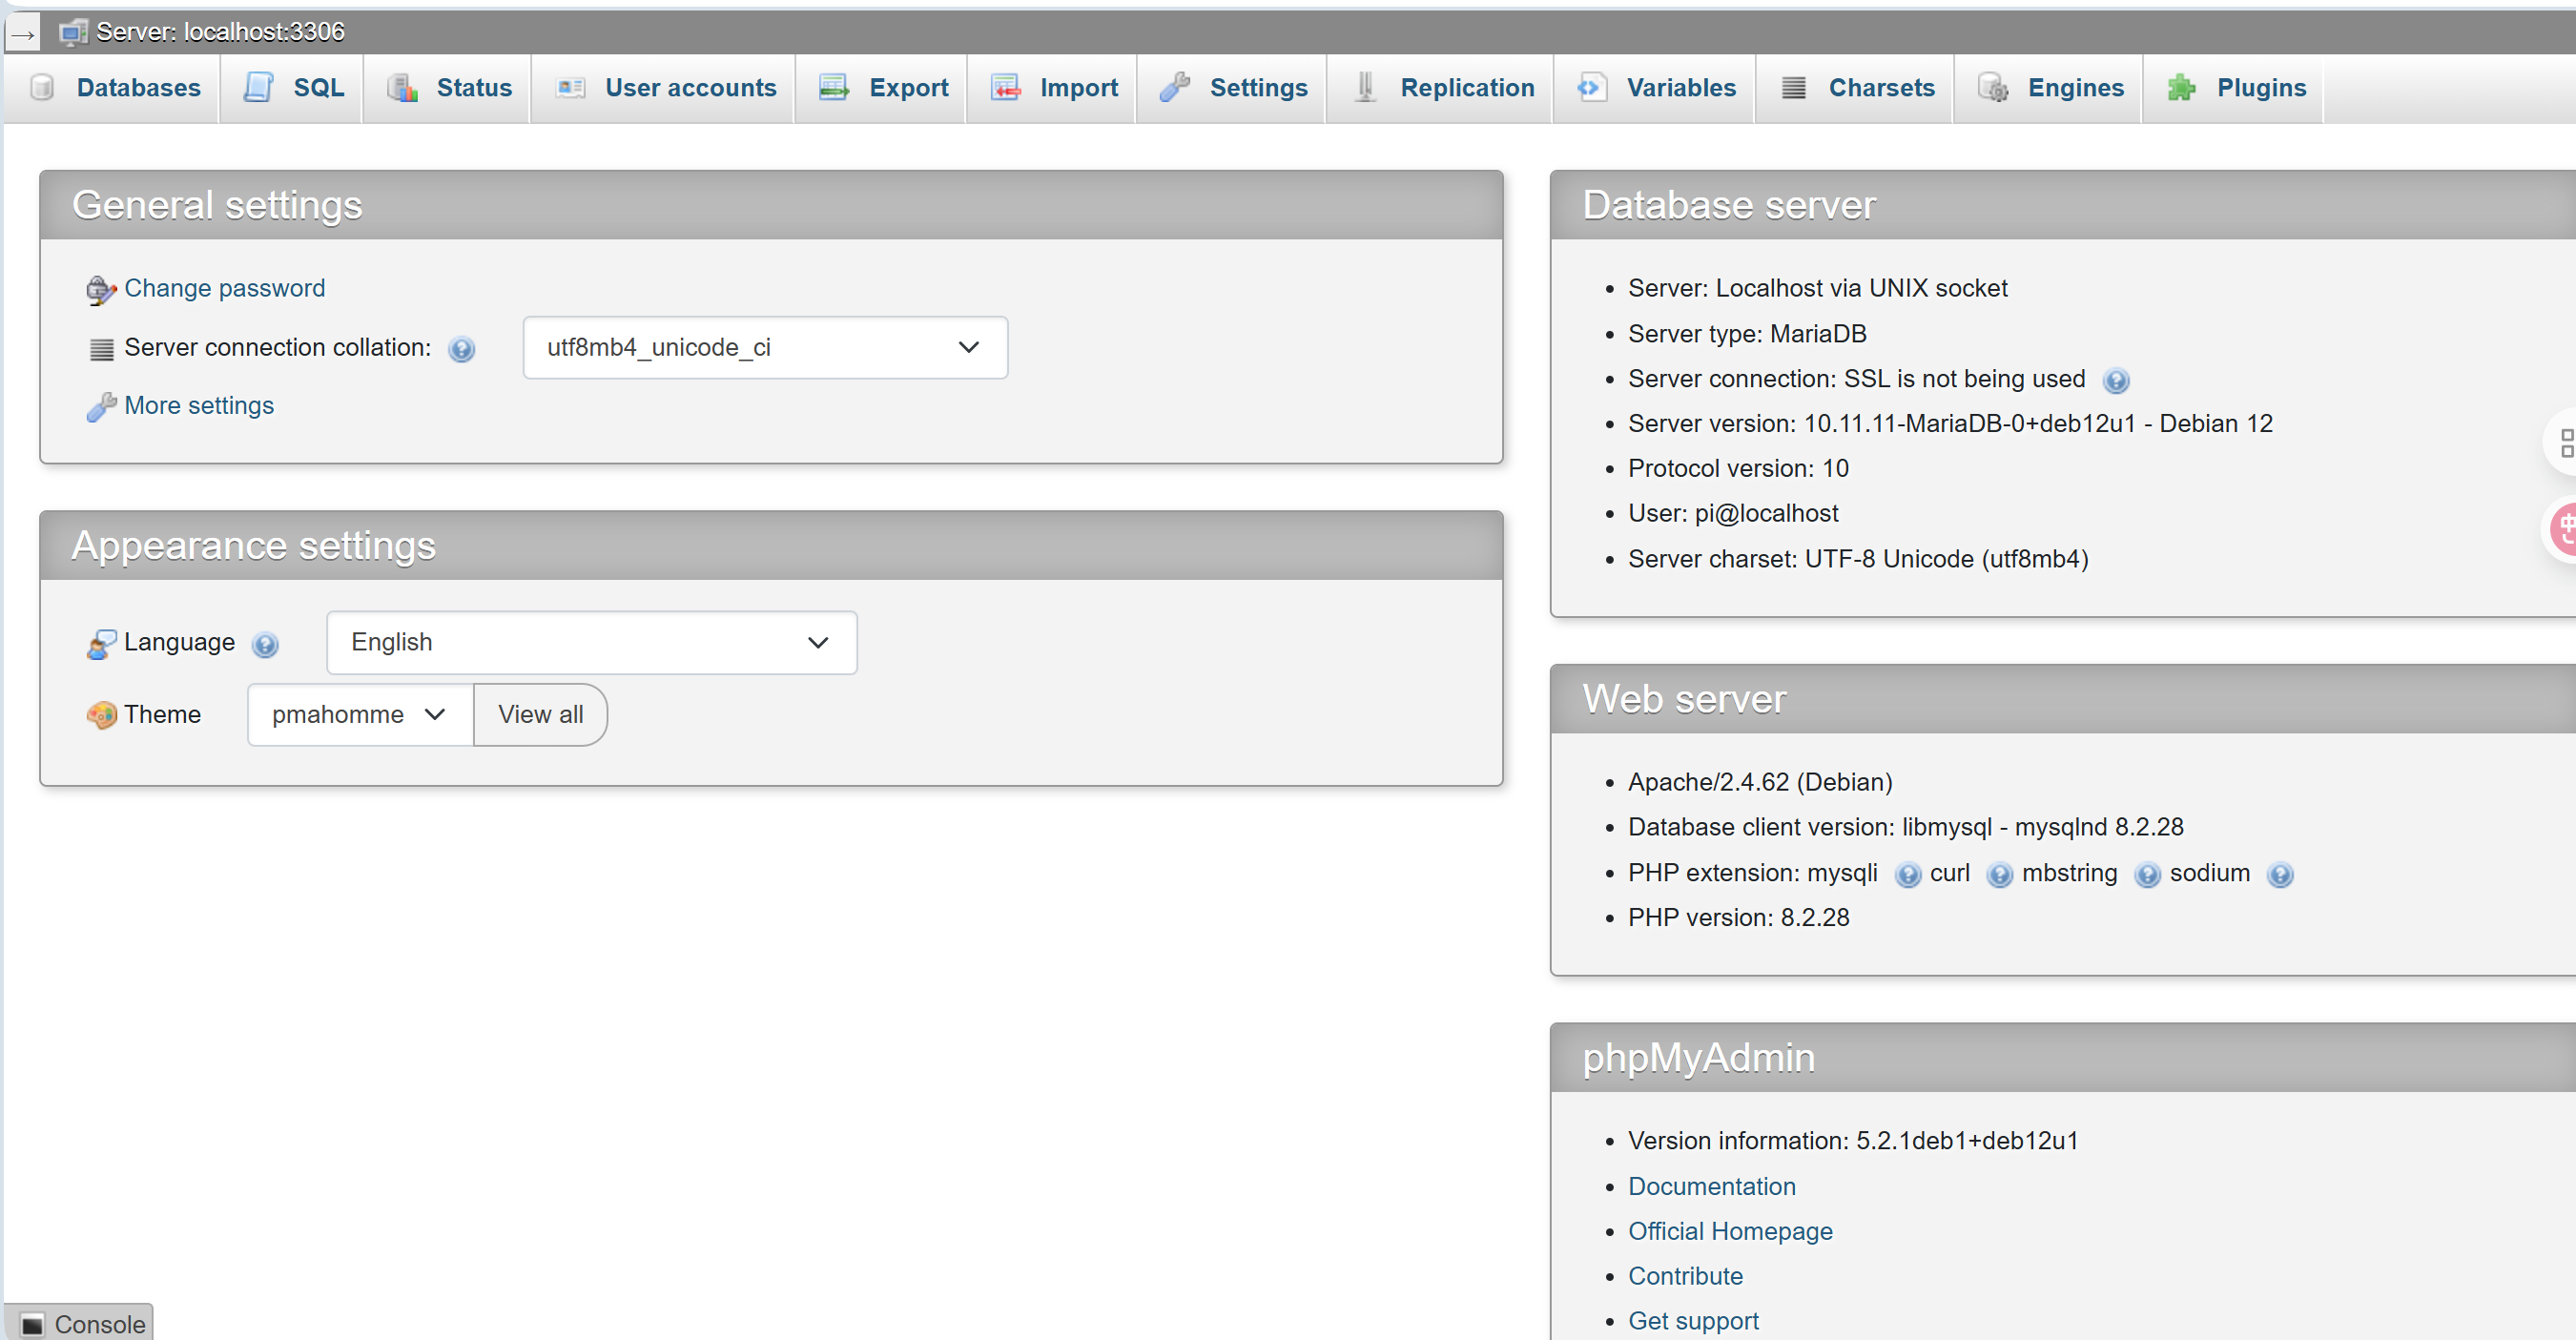 Server: localhost:3306
Databases SQL Status User accounts Export Import Settings Replication Variables Charsets Engines Plugins
General settings
Change password
Server connection collation: utf8mb4_unicode_ci
More settings
Appearance settings
Language English
Theme pmahomme View all
Database server
Server: Localhost via UNIX socket
Server type: MariaDB
Server connection: SSL is not being used
Server version: 10.11.11-MariaDB-0+deb12u1 - Debian 12
Protocol version: 10
User: pi@localhost
Server charset: UTF-8 Unicode (utf8mb4)
Web server
Apache/2.4.62 (Debian)
Database client version: libmysql - mysqlnd 8.2.28
PHP extension: mysqli curl mbstring sodium
PHP version: 8.2.28
phpMyAdmin
Version information: 5.2.1deb1+deb12u1
Documentation
Official Homepage
Contribute
Get support
Console